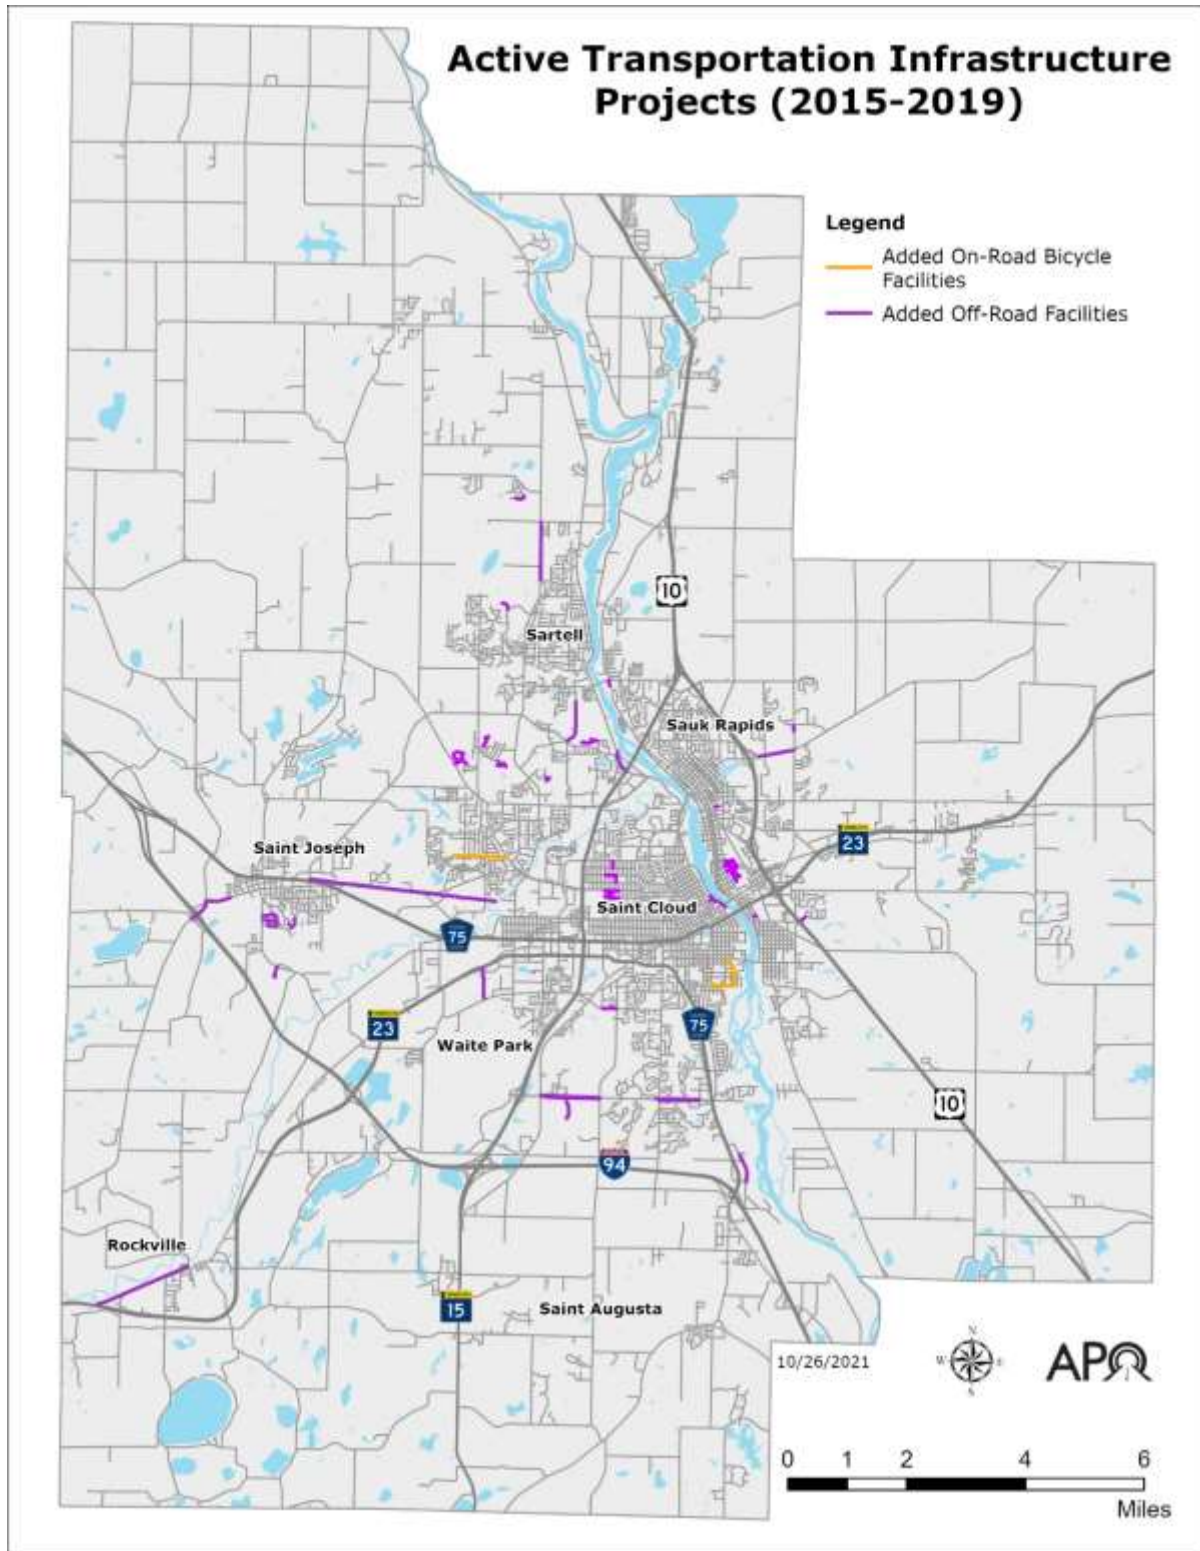 Active Transportation Infrastructure
Projects (2015-2019)
Legend
Added On-Road Bicycle
Facilities
Added Off-Road Facilities
10
Sartell
Sauk Rapids
23
Saint Joseph
Saint Cloud
75
23
75
Waite Park
10
94
Rockville
15
Saint Augusta
10/26/2021
N
W
E
S
APO
0 1 2 4 6
Miles